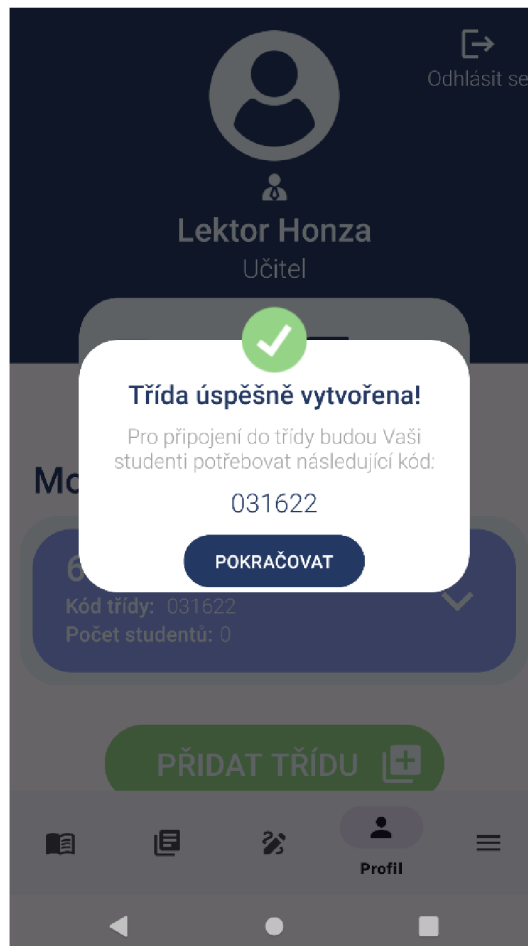 Odhlásit se
Lektor Honza
Učitel
Třída úspěšně vytvořena!
Pro připojení do třídy budou Vaši
studenti potřebovat následující kód:
031622
POKRAČOVAT
6
Kód třídy: 031622
Počet studentů: 0
PŘIDAT TŘÍDU
Profil